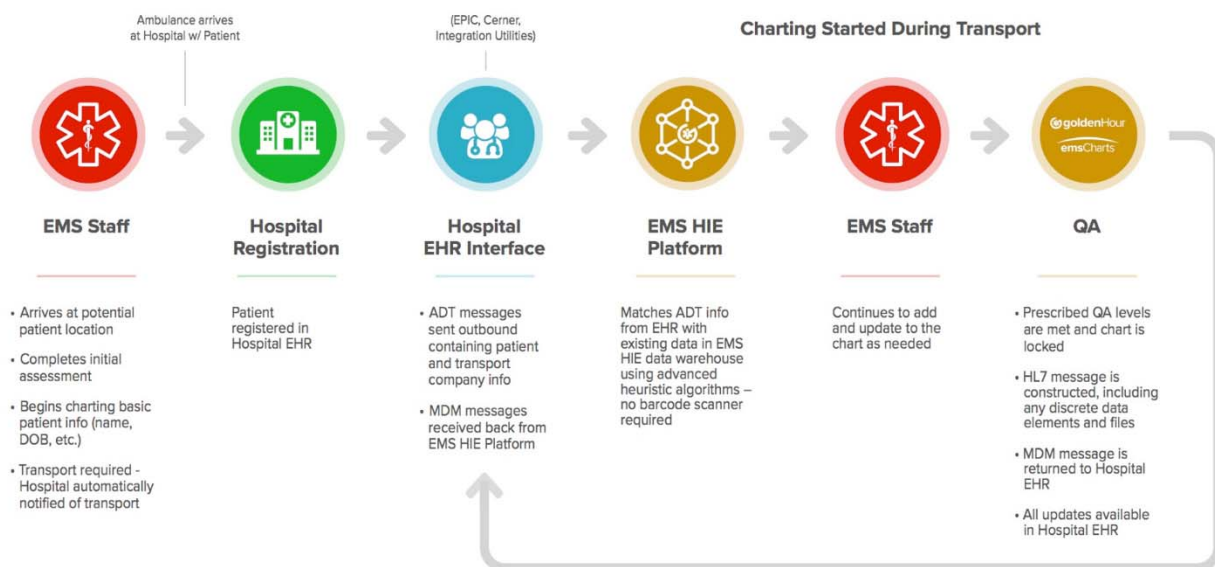 Ambulance arrives
at Hospital w/ Patient
(EPIC, Cerner,
Integration Utilities)
Charting Started During Transport
goldenHour
emsCharts
EMS Staff
• Arrives at potential
patient location
• Completes initial
assessment
• Begins charting basic
patient info (name,
DOB, etc.)
• Transport required -
Hospital automatically
notified of transport
Hospital
Registration
Patient
registered in
Hospital EHR
Hospital
EHR Interface
• ADT messages
sent outbound
containing patient
and transport
company info
• MDM messages
received back from
EMS HIE Platform
EMS HIE
Platform
Matches ADT info
from EHR with
existing data in EMS
HIE data warehouse
using advanced
heuristic algorithms –
no barcode scanner
required
EMS Staff
Continues to add
and update to the
chart as needed
QA
• Prescribed QA levels
are met and chart is
locked
• HL7 message is
constructed, including
any discrete data
elements and files
• MDM message is
returned to Hospital
EHR
• All updates available
in Hospital EHR